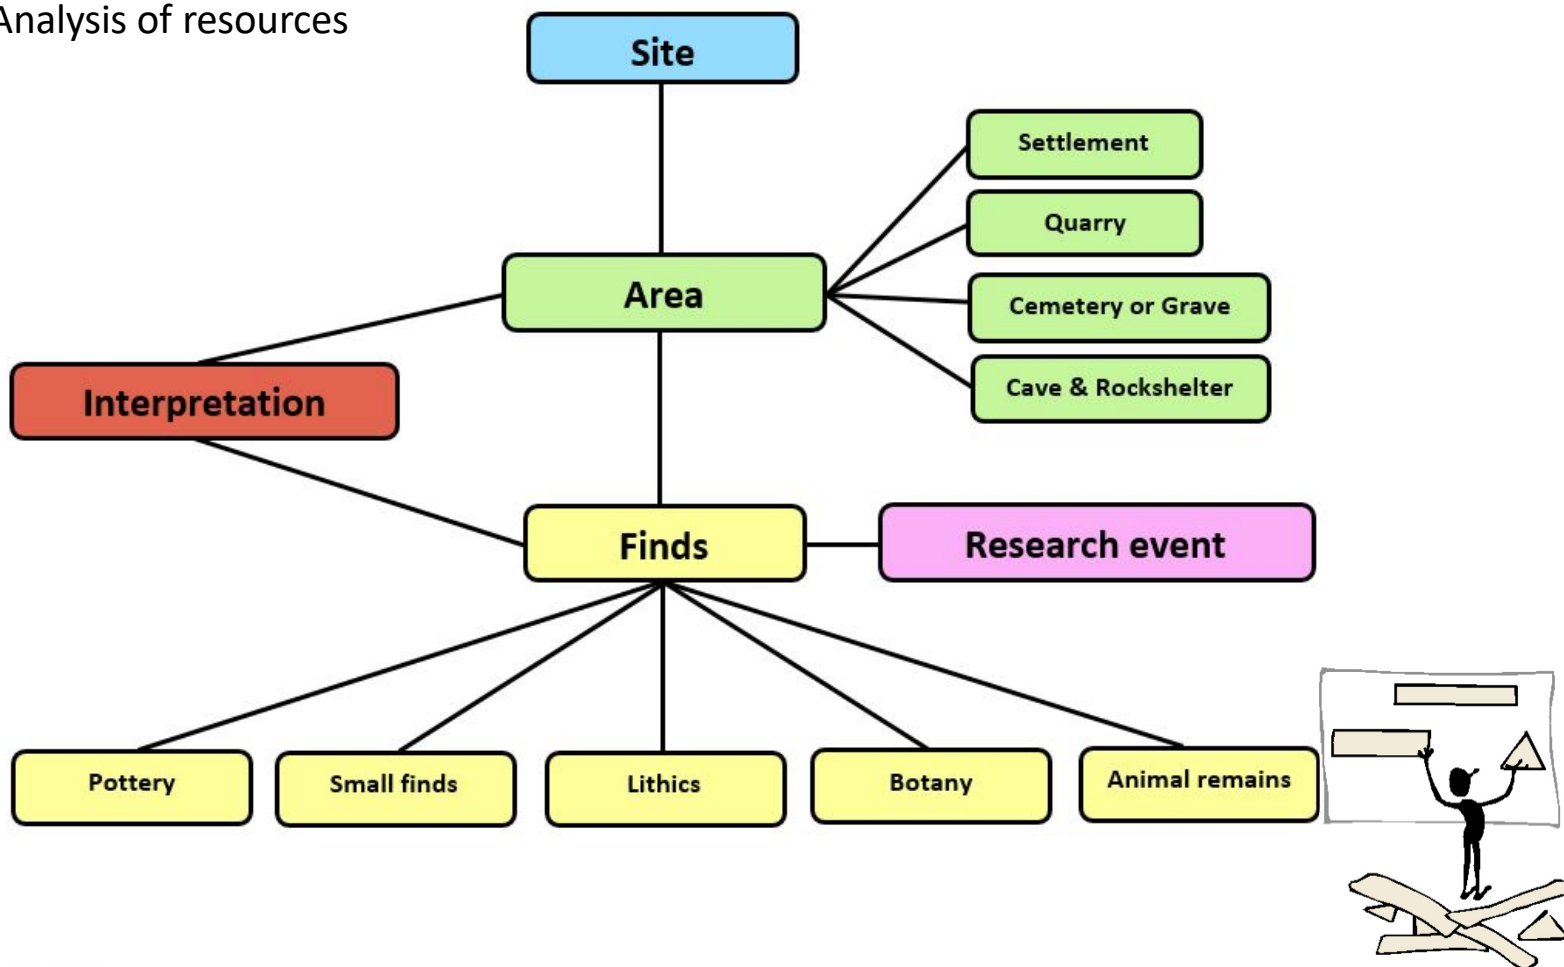 Analysis of resources
Site
Settlement
Quarry
Area
Cemetery or Grave
Cave & Rockshelter
Interpretation
Finds
Research event
Pottery
Small finds
Lithics
Botany
Animal remains